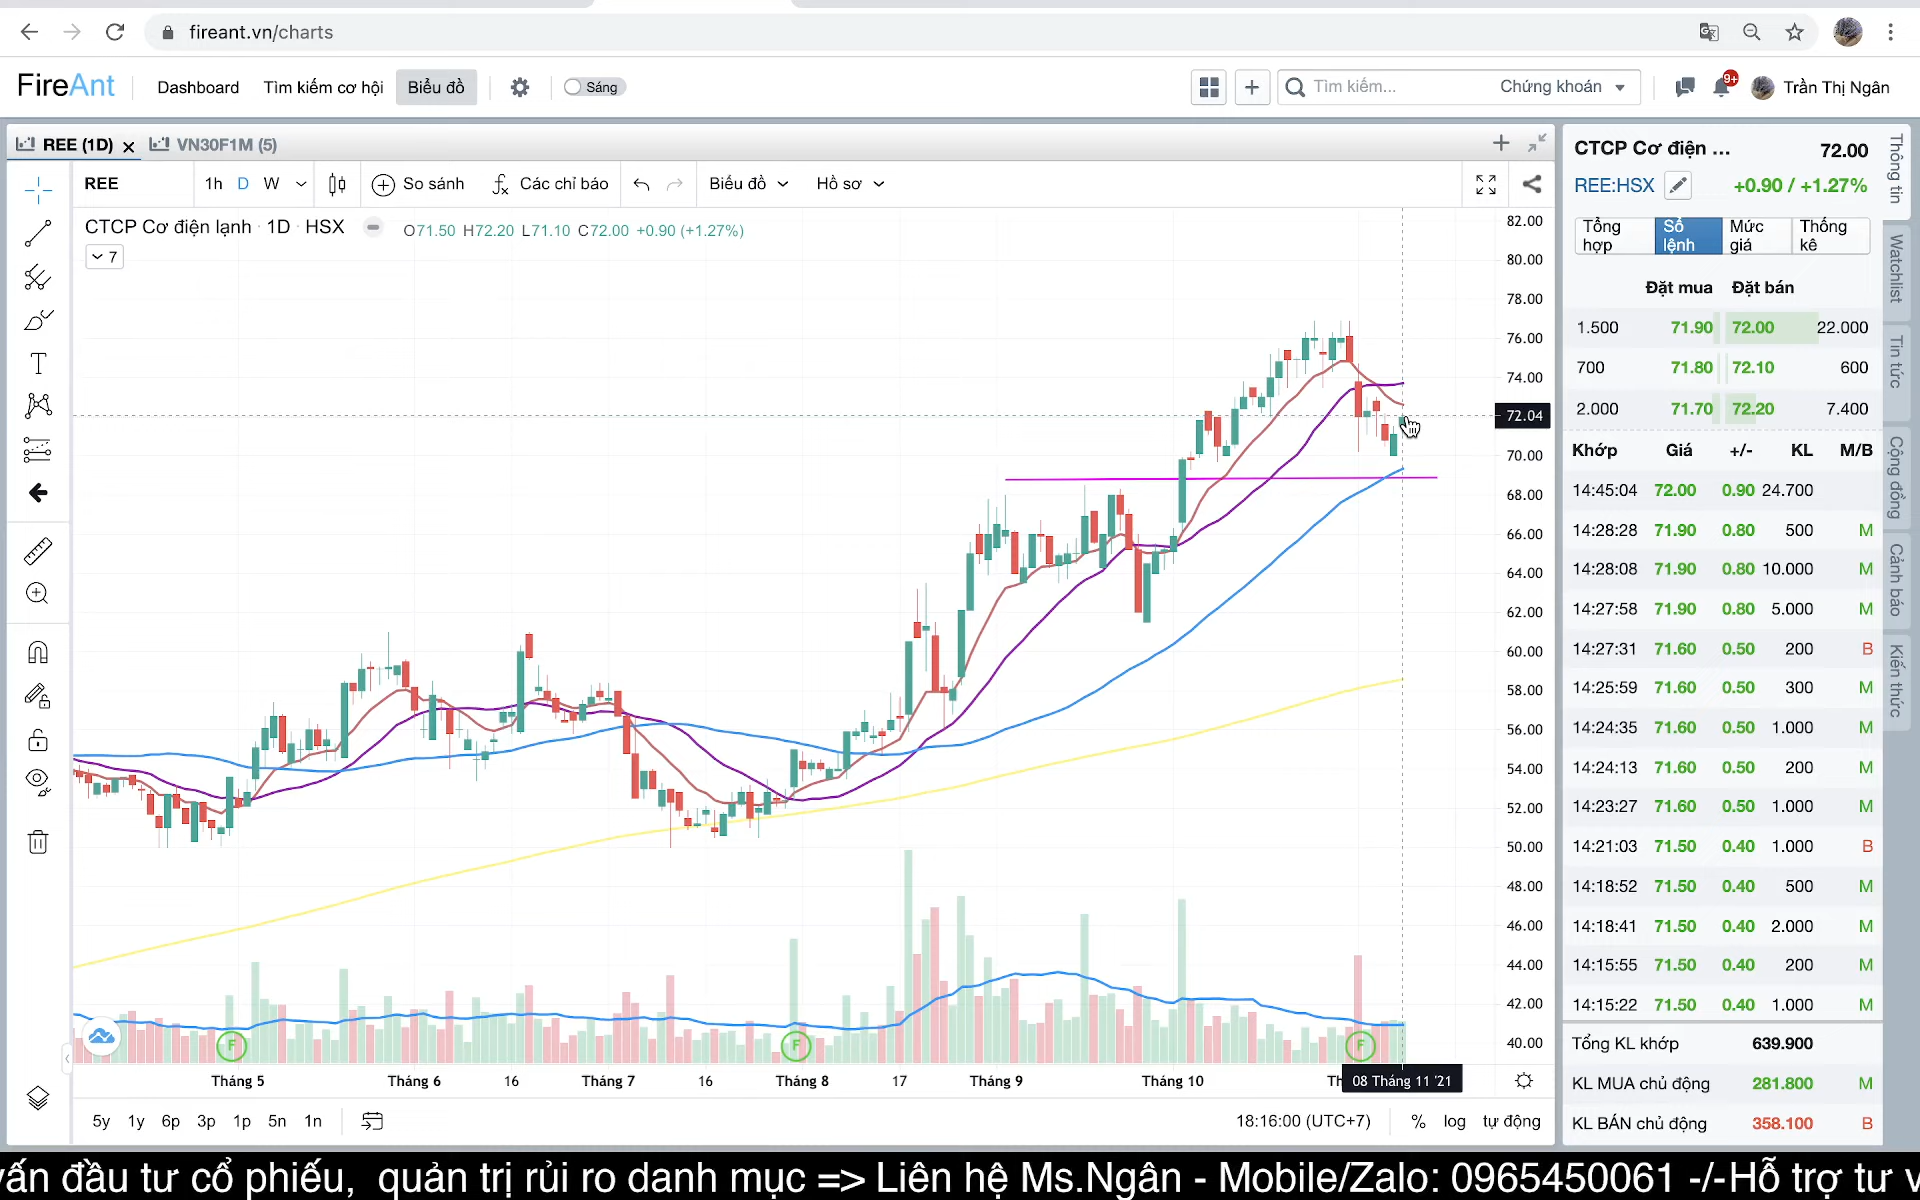 fireant.vn/charts
FireAnt
Dashboard
Tìm kiếm cơ hội
Biểu đồ
Sáng
Tìm kiếm...
Chứng khoán
9+
Trần Thị Ngân
REE (1D)
VN30F1M (5)
REE
1h D W
So sánh
Các chỉ báo
Biểu đồ
Hồ sơ
CTCP Cơ điện lạnh · 1D · HSX
O71.50 H72.20 L71.10 C72.00 +0.90 (+1.27%)
7
82.00
80.00
78.00
76.00
74.00
72.04
70.00
68.00
66.00
64.00
62.00
60.00
58.00
56.00
54.00
52.00
50.00
48.00
46.00
44.00
42.00
40.00
F
F
F
Tháng 5
Tháng 6
16
Tháng 7
16
Tháng 8
17
Tháng 9
Tháng 10
08 Tháng 11 '21
5y 1y 6p 3p 1p 5n 1n
18:16:00 (UTC+7)
% log tự động
CTCP Cơ điện ... 72.00
REE:HSX +0.90 / +1.27%
Tổng hợp
Sổ lệnh
Mức giá
Thống kê
Đặt mua Đặt bán
1.500 71.90 72.00 22.000
700 71.80 72.10 600
2.000 71.70 72.20 7.400
Khớp Giá +/- KL M/B
14:45:04 72.00 0.90 24.700
14:28:28 71.90 0.80 500 M
14:28:08 71.90 0.80 10.000 M
14:27:58 71.90 0.80 5.000 M
14:27:31 71.60 0.50 200 B
14:25:59 71.60 0.50 300 M
14:24:35 71.60 0.50 1.000 M
14:24:13 71.60 0.50 200 M
14:23:27 71.60 0.50 1.000 M
14:21:03 71.50 0.40 1.000 B
14:18:52 71.50 0.40 500 M
14:18:41 71.50 0.40 2.000 M
14:15:55 71.50 0.40 200 M
14:15:22 71.50 0.40 1.000 M
Tổng KL khớp 639.900
KL MUA chủ động 281.800 M
KL BÁN chủ động 358.100 B
Thông tin
Watchlist
Tin tức
Cộng đồng
Cảnh báo
Kiến thức
vấn đầu tư cổ phiếu, quản trị rủi ro danh mục => Liên hệ Ms.Ngân - Mobile/Zalo: 0965450061 -/-Hỗ trợ tư v